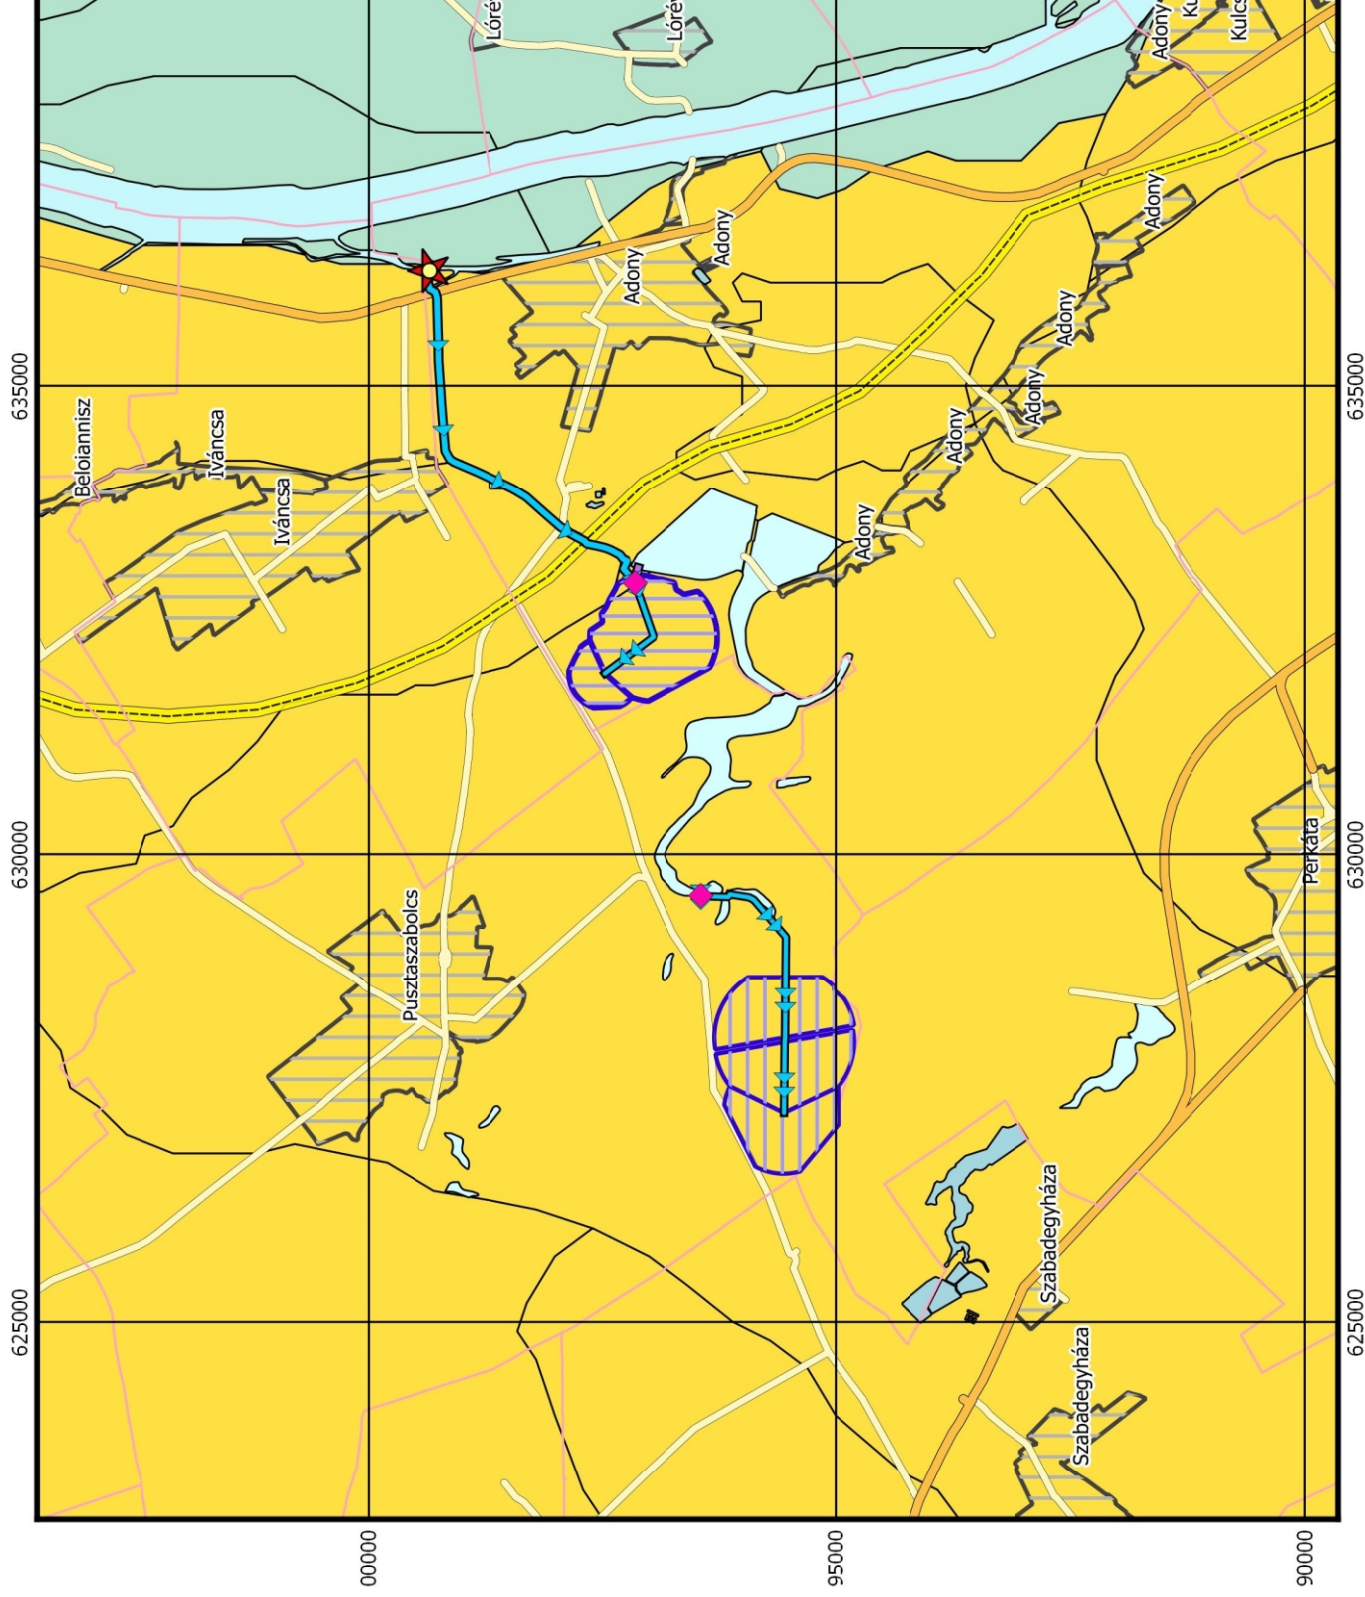 Lórév
Lórév
Adony
Ku
Kulcs
Adony
Adony
Adony
635000
635000
Beloiannisz
Iváncsa
Iváncsa
Adony
Adony
Adony
Adony
630000
630000
Pusztaszabolcs
Perkáta
Szabadegyháza
625000
625000
Szabadegyháza
00000
95000
90000